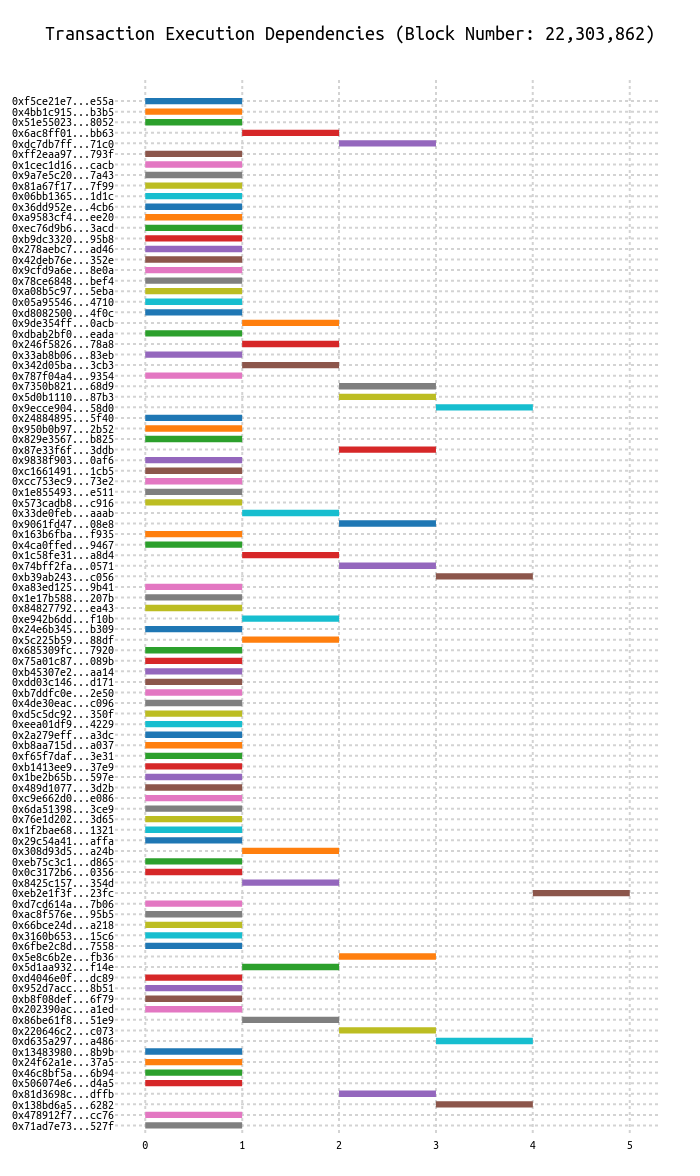 Transaction Execution Dependencies (Block Number: 22,303,862)
0xf5ce21e7...e55a
0x4bb1c915...b3b5
0x51e55023...8052
0x6ac8ff01...bb63
0xdc7db7ff...71c0
0xff2eaa97...793f
0x1cec1d16...cacb
0x9a7e5c20...7a43
0x81a67f17...7f99
0x06bb1365...1d1c
0x36dd952e...4cb6
0xa9583cf4...ee20
0xec76d9b6...3acd
0xb9dc3320...95b8
0x278aebc7...ad46
0x42deb76e...352e
0x9cfd9a6e...8e0a
0x78ce6848...bef4
0xa08b5c97...5eba
0x05a95546...4710
0xd8082500...4f0c
0x9de354ff...0acb
0xdbab2bf0...eada
0x246f5826...78a8
0x33ab8b06...83eb
0x342d05ba...3cb3
0x787f04a4...9354
0x7350b821...68d9
0x5d0b1110...87b3
0x9ecce904...58d0
0x24884895...5f40
0x950b0b97...2b52
0x829e3567...b825
0x87e33f6f...3ddb
0x9838f903...0af6
0xc1661491...1cb5
0xcc753ec9...73e2
0x1e855493...e511
0x573cadb8...c916
0x33de0feb...aaab
0x9061fd47...08e8
0x163b6fba...f935
0x4ca0ffed...9467
0x1c58fe31...a8d4
0x74bff2fa...0571
0xb39ab243...c056
0xa83ed125...9b41
0x1e17b588...207b
0x84827792...ea43
0xe942b6dd...f10b
0x24e6b345...b309
0x5c225b59...88df
0x685309fc...7920
0x75a01c87...089b
0xb45307e2...aa14
0xdd03c146...d171
0xb7ddfc0e...2e50
0x4de30eac...c096
0xd5c5dc92...350f
0xeea01df9...4229
0x2a279eff...a3dc
0xb8aa715d...a037
0xf65f7daf...3e31
0xb1413ee9...37e9
0x1be2b65b...597e
0x489d1077...3d2b
0xc9e662d0...e086
0x6da51398...3ce9
0x76e1d202...3d65
0x1f2bae68...1321
0x29c54a41...affa
0x308d93d5...a24b
0xeb75c3c1...d865
0x0c3172b6...0356
0x8425c157...354d
0xeb2e1f3f...23fc
0xd7cd614a...7b06
0xac8f576e...95b5
0x66bce24d...a218
0x3160b653...15c6
0x6fbe2c8d...7558
0x5e8c6b2e...fb36
0x5d1aa932...f14e
0xd4046e0f...dc89
0x952d7acc...8b51
0xb8f08def...6f79
0x202390ac...a1ed
0x86be61f8...51e9
0x220646c2...c073
0xd635a297...a486
0x13483980...8b9b
0x24f62a1e...37a5
0x46c8bf5a...6b94
0x506074e6...d4a5
0x81d3698c...dffb
0x138bd6a5...6282
0x478912f7...cc76
0x71ad7e73...527f
0 1 2 3 4 5